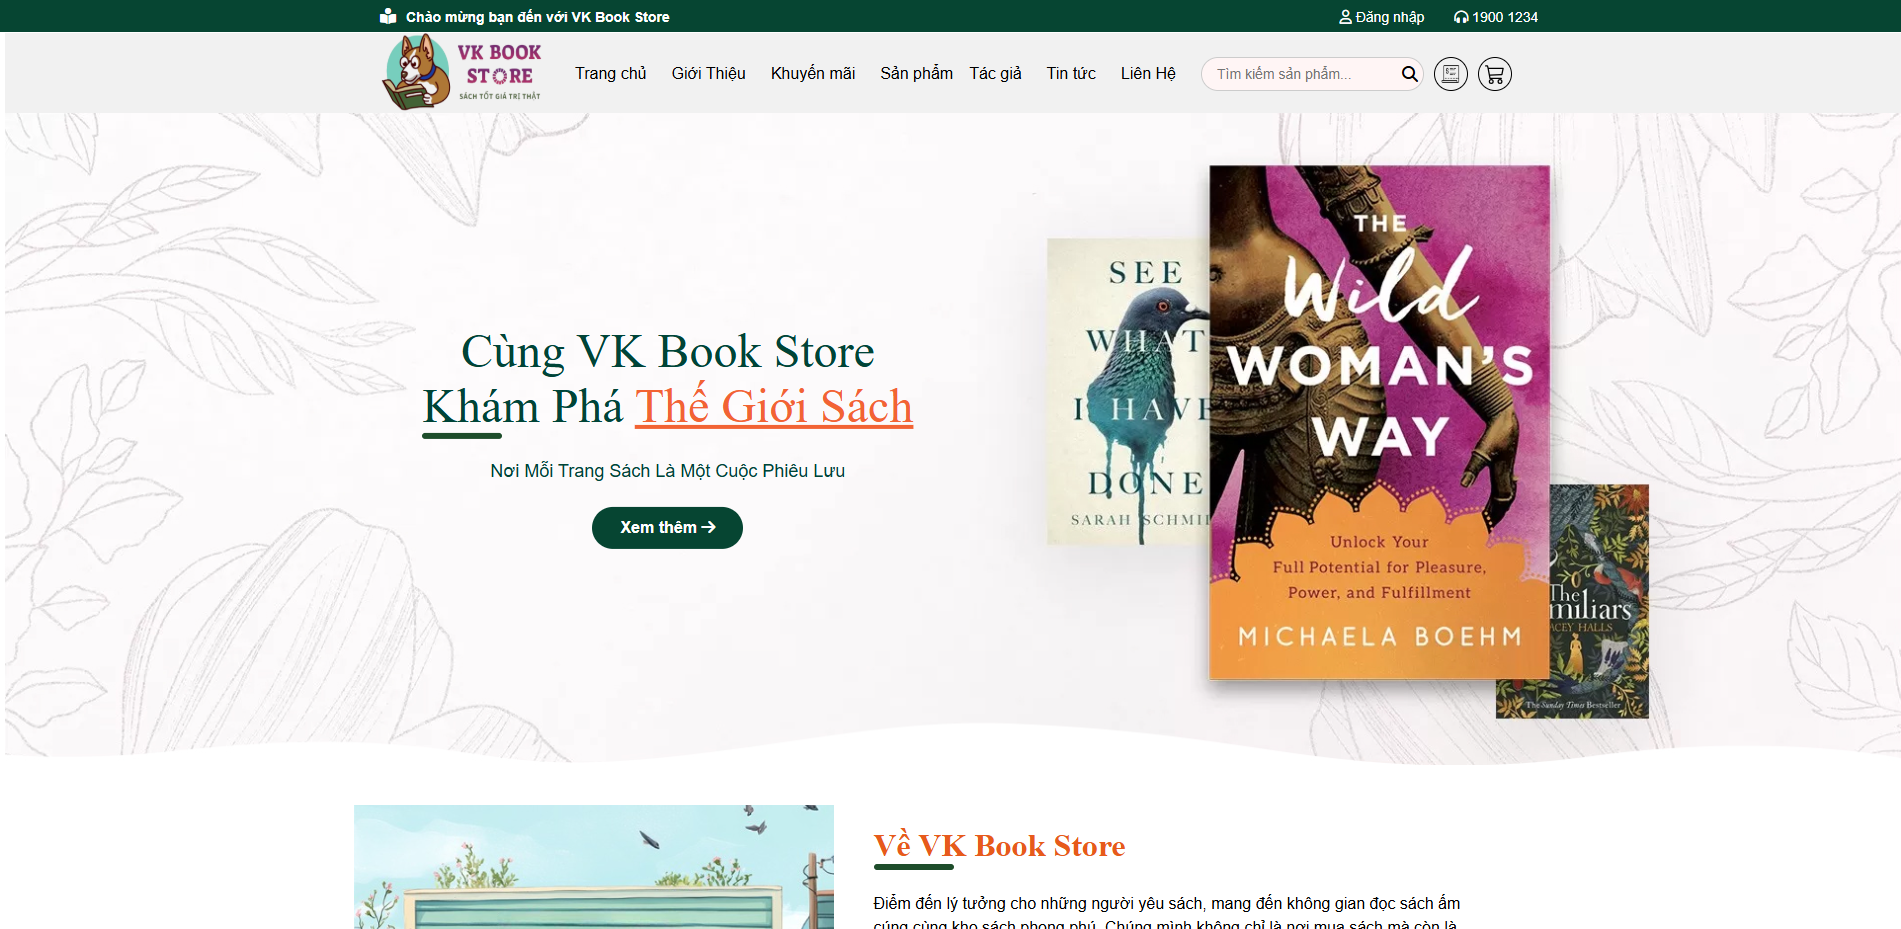 Chào mừng bạn đến với VK Book Store
Đăng nhập
1900 1234
VK BOOK
STORE
SÁCH TỐT GIÁ TRỊ THẬT
Trang chủ
Giới Thiệu
Khuyến mãi
Sản phẩm
Tác giả
Tin tức
Liên Hệ
Tìm kiếm sản phẩm...
Cùng VK Book Store
Khám Phá Thế Giới Sách
Nơi Mỗi Trang Sách Là Một Cuộc Phiêu Lưu
Xem thêm
SEE
WHAT
I HAVE
DONE
SARAH SCHMI
THE
Wild
WOMAN'S
WAY
Unlock Your
Full Potential for Pleasure,
Power, and Fulfillment
MICHAELA BOEHM
The
miliars
ACEY HALLS
The Sunday Times Bestseller
Về VK Book Store
Điểm đến lý tưởng cho những người yêu sách, mang đến không gian đọc sách ấm
cúng cùng kho sách phong phú. Chúng mình không chỉ là nơi mua sách mà còn là